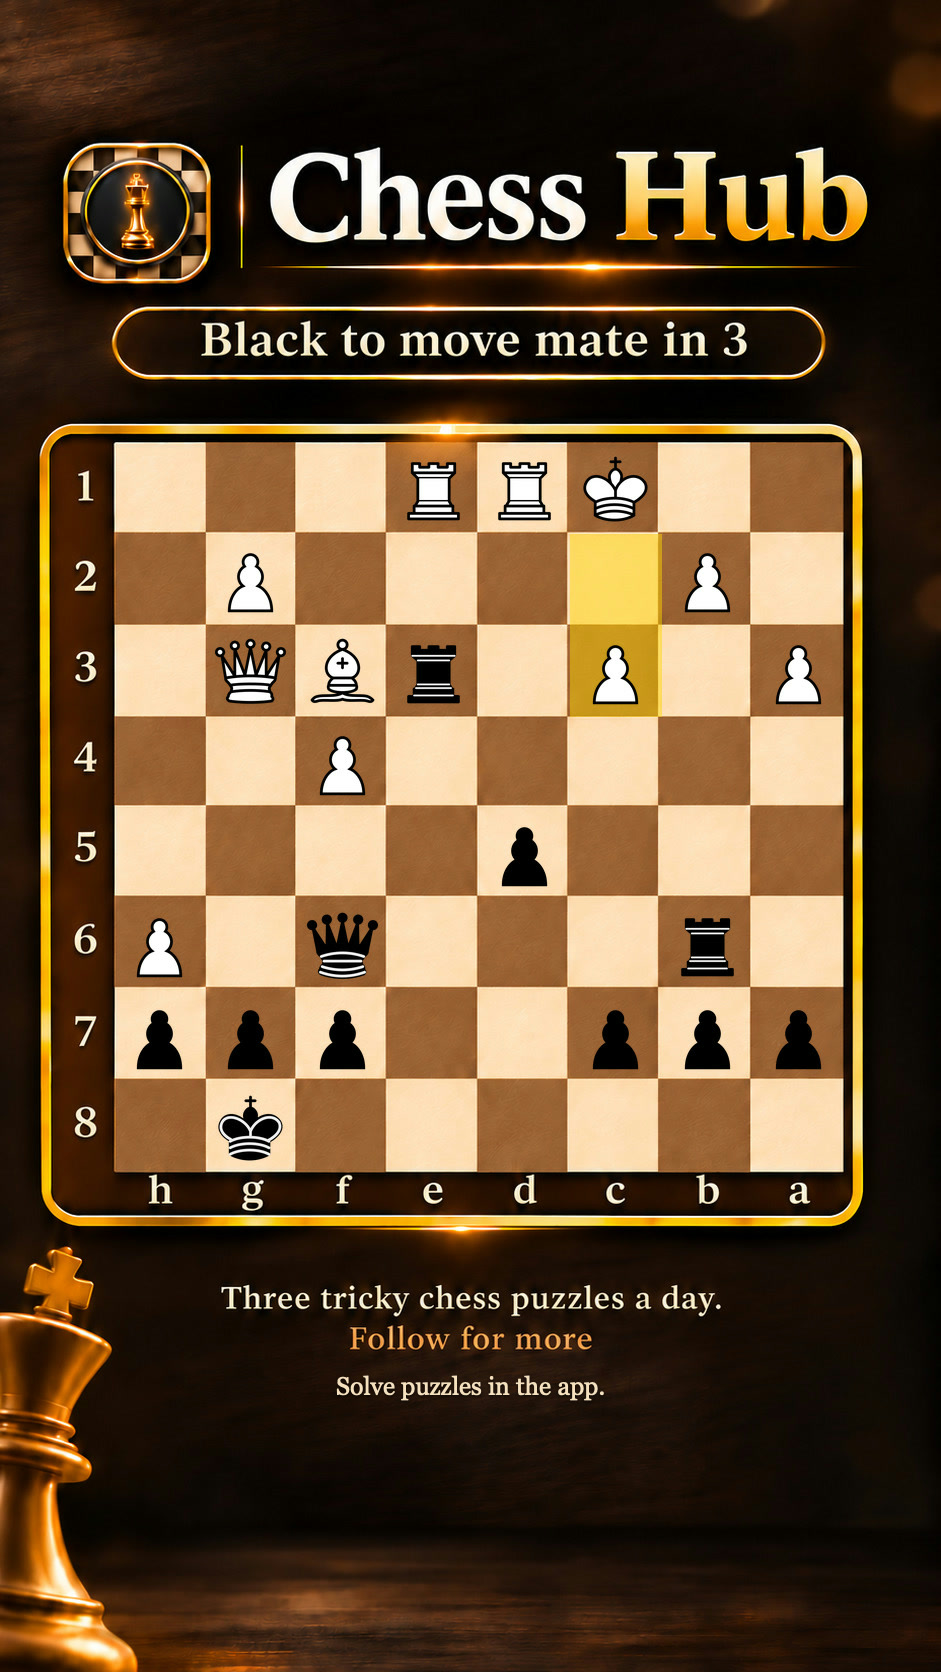 Chess Hub
Black to move mate in 3
1
2
3
4
5
6
7
8
h g f e d c b a
Three tricky chess puzzles a day.
Follow for more
Solve puzzles in the app.